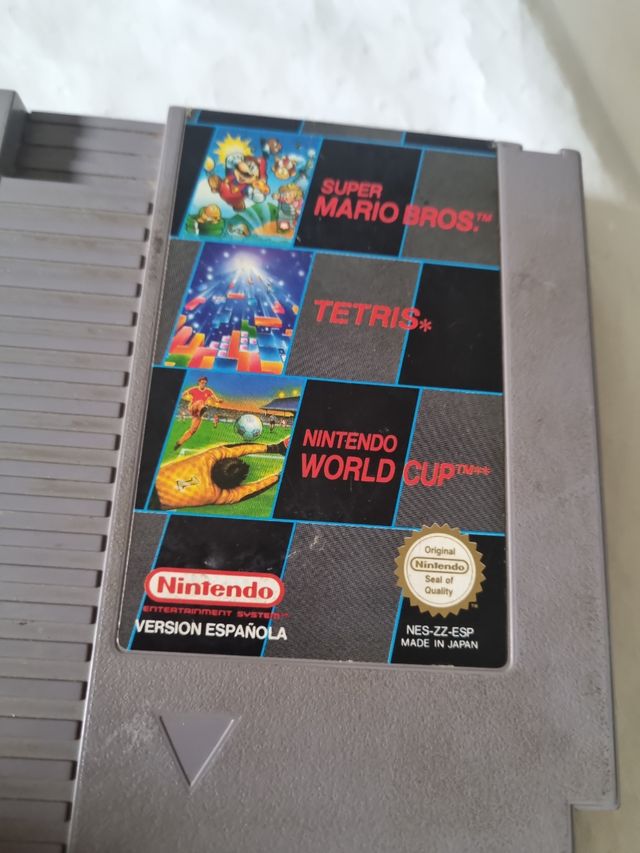 SUPER
MARIO BROS.™
TETRIS*
NINTENDO
WORLD CUP™**
Nintendo
ENTERTAINMENT SYSTEM™
VERSION ESPAÑOLA
Original
Nintendo
Seal of
Quality
™
NES-ZZ-ESP
MADE IN JAPAN